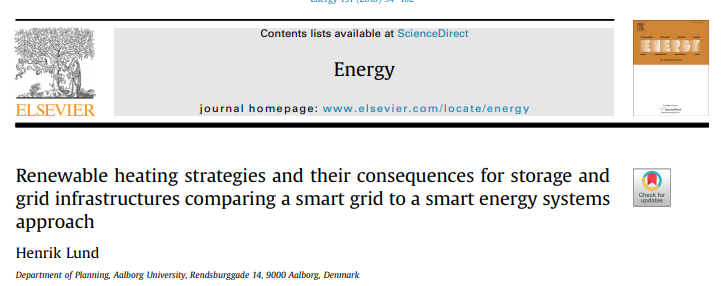 Contents lists available at ScienceDirect
Energy
journal homepage: www.elsevier.com/locate/energy
ELSEVIER
ENERGY
Renewable heating strategies and their consequences for storage and
grid infrastructures comparing a smart grid to a smart energy systems
approach
Check for
updates
Henrik Lund
Department of Planning, Aalborg University, Rendsburggade 14, 9000 Aalborg, Denmark